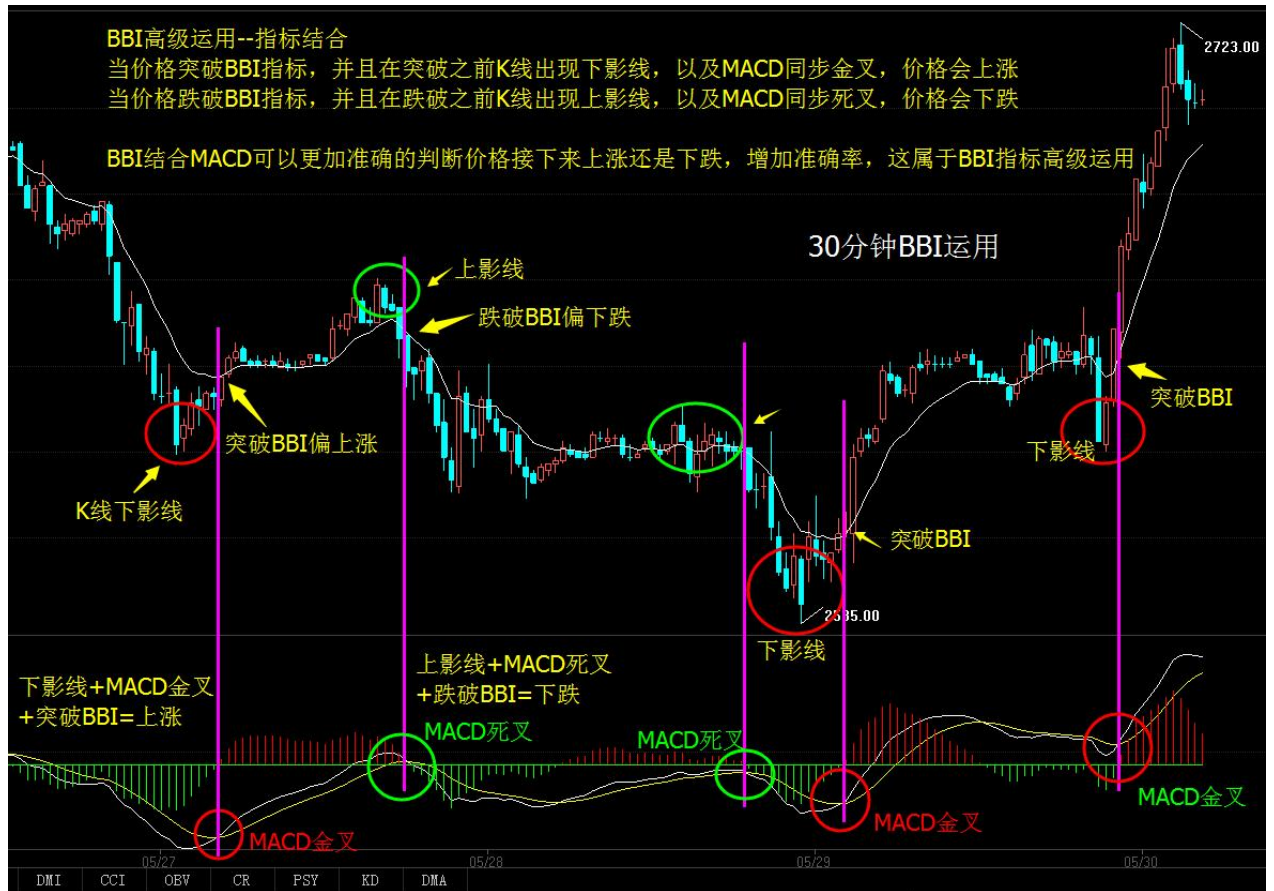 BBI高级运用--指标结合
当价格突破BBI指标，并且在突破之前K线出现下影线，以及MACD同步金叉，价格会上涨
当价格跌破BBI指标，并且在跌破之前K线出现上影线，以及MACD同步死叉，价格会下跌
BBI结合MACD可以更加准确的判断价格接下来上涨还是下跌，增加准确率，这属于BBI指标高级运用
2723.00
30分钟BBI运用
上影线
跌破BBI偏下跌
突破BBI
突破BBI偏上涨
下影线
K线下影线
突破BBI
2535.00
下影线
上影线+MACD死叉
+跌破BBI=下跌
下影线+MACD金叉
+突破BBI=上涨
MACD死叉
MACD死叉
MACD金叉
MACD金叉
MACD金叉
05/27
05/28
05/29
05/30
DMI
CCI
OBV
CR
PSY
KD
DMA